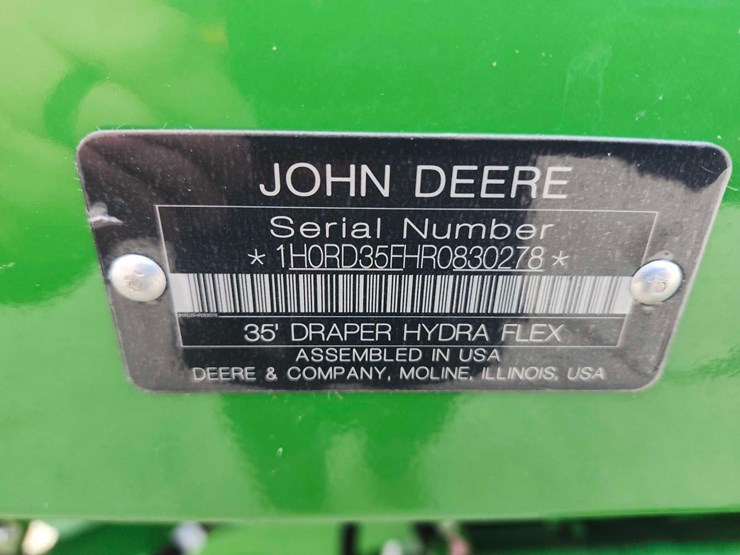 JOHN DEERE
Serial Number
* 1H0RD35FHR0830278 *
35' DRAPER HYDRA FLEX
ASSEMBLED IN USA
DEERE & COMPANY, MOLINE, ILLINOIS, USA